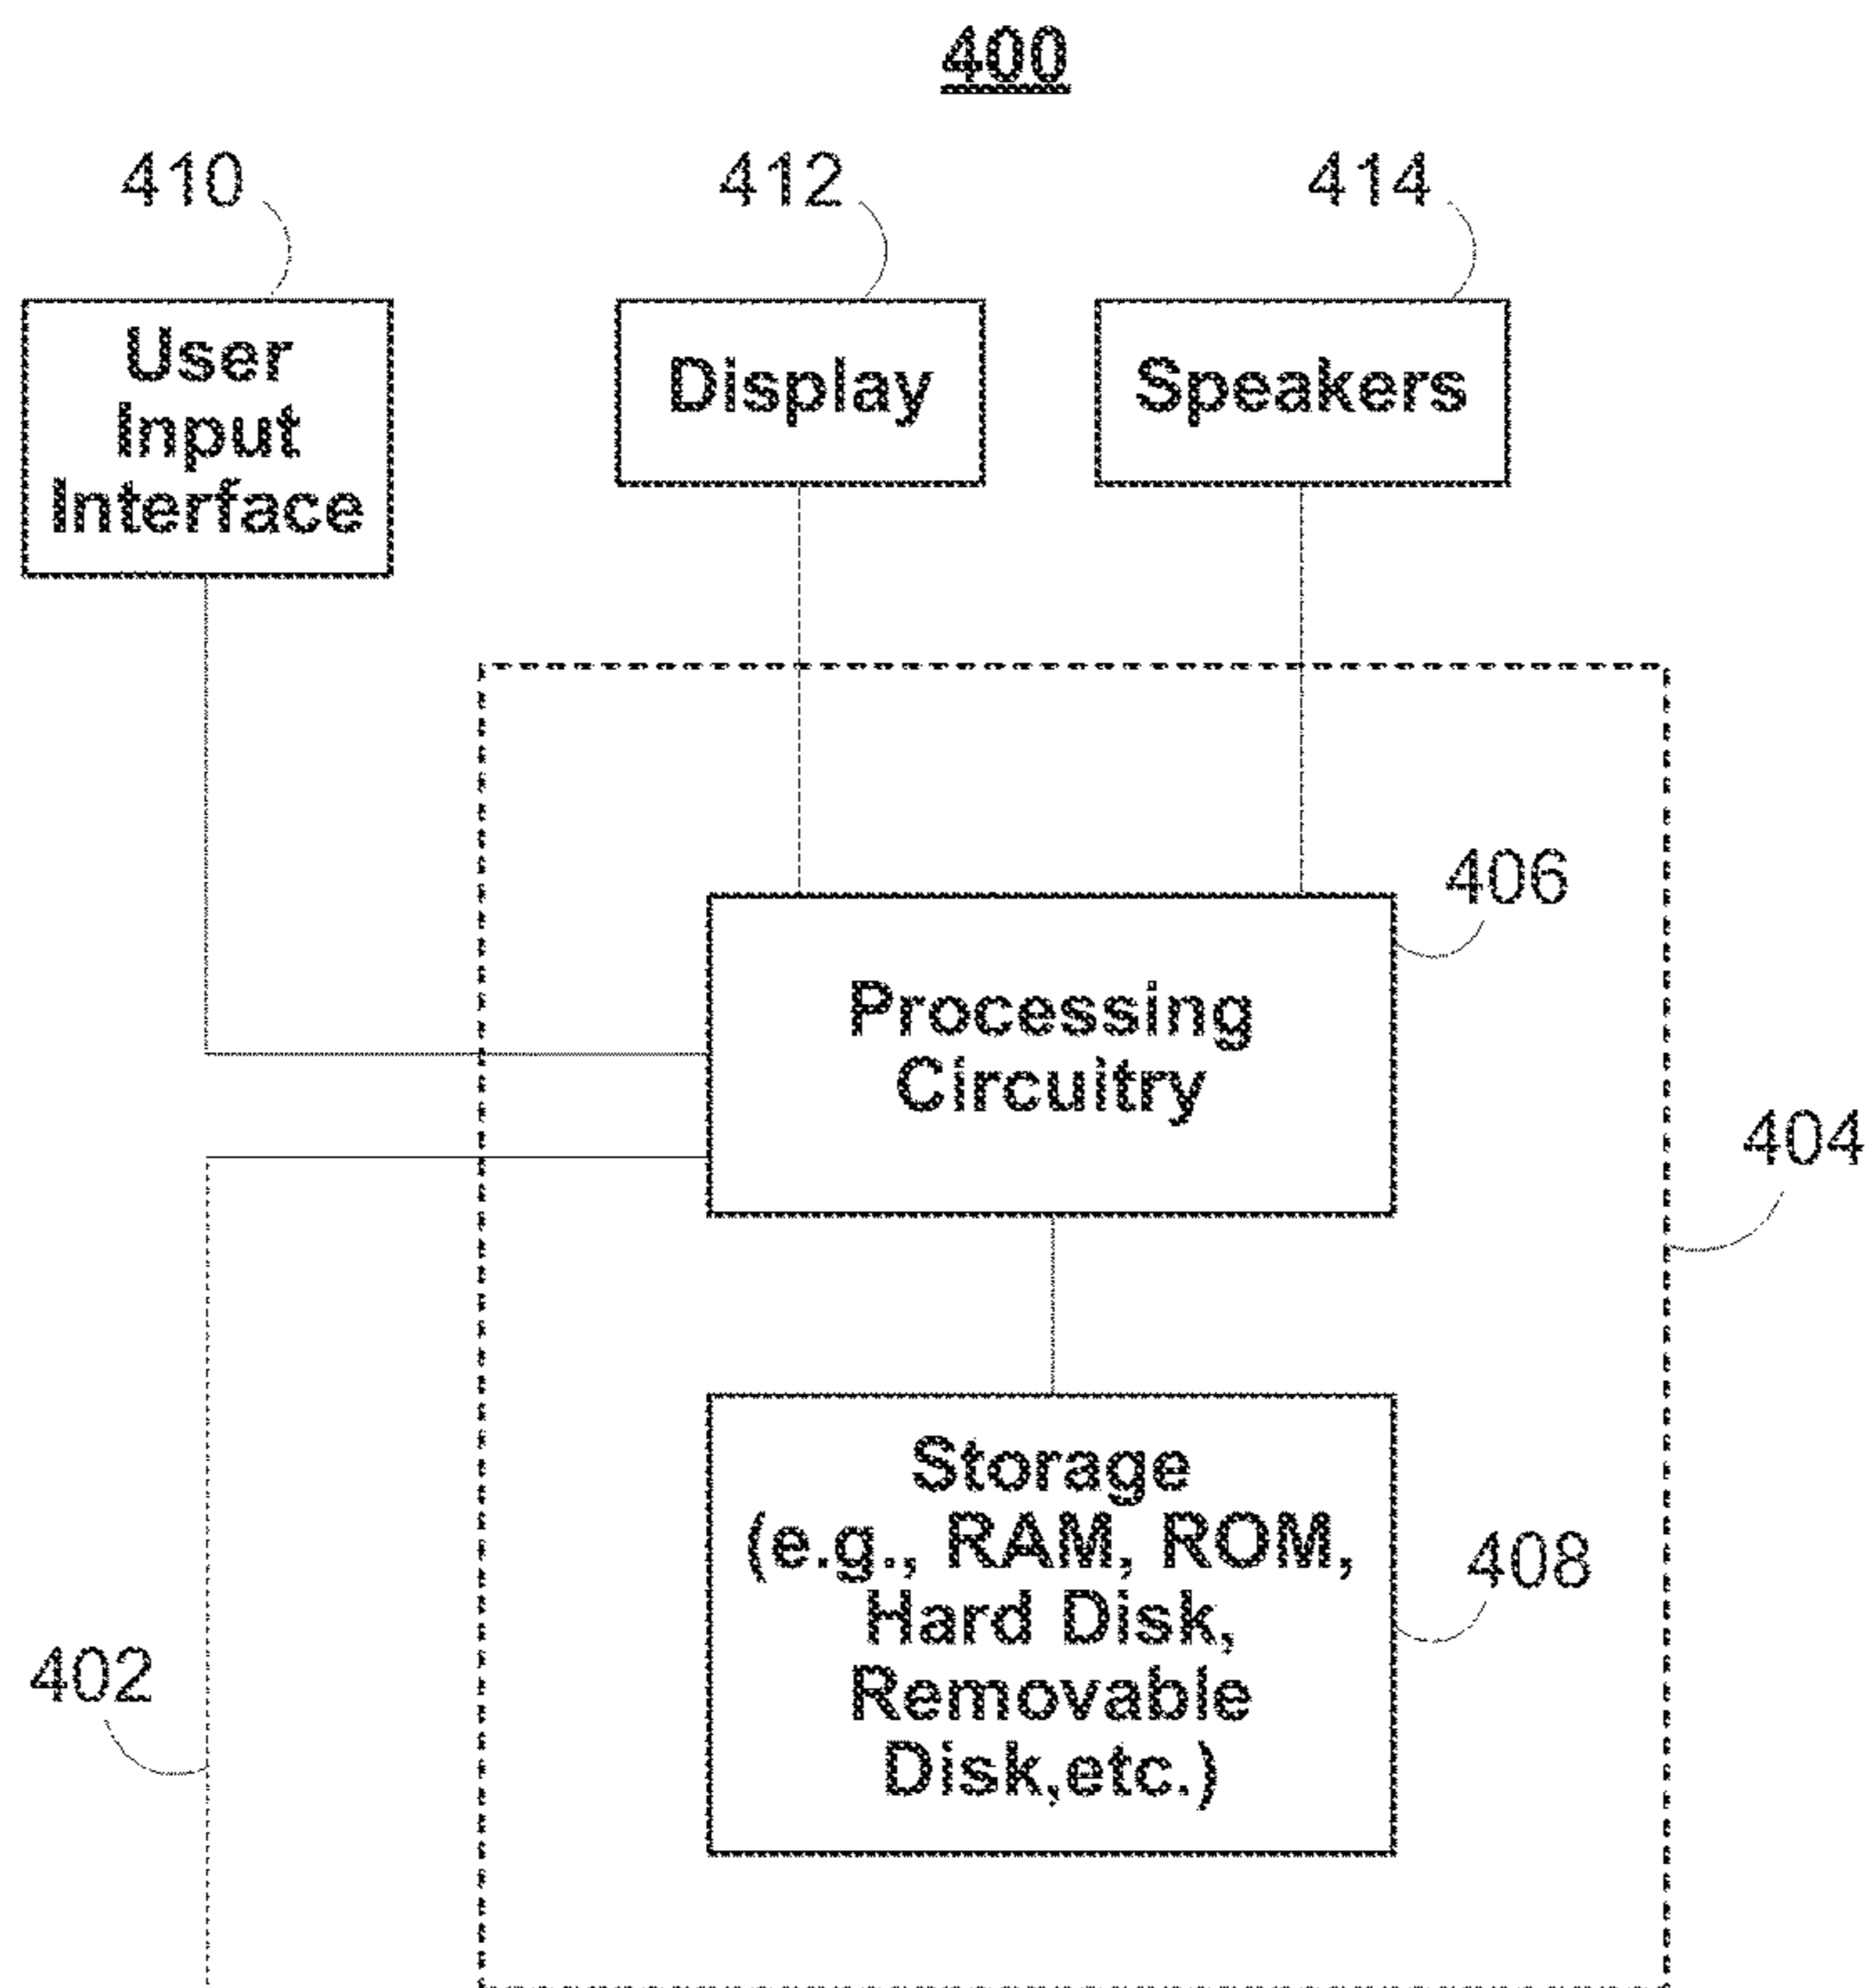 400
410
412
414
User
Input
Interface
Display
Speakers
406
Processing
Circuitry
404
Storage
(e.g., RAM, ROM,
Hard Disk,
Removable
Disk,etc.)
408
402